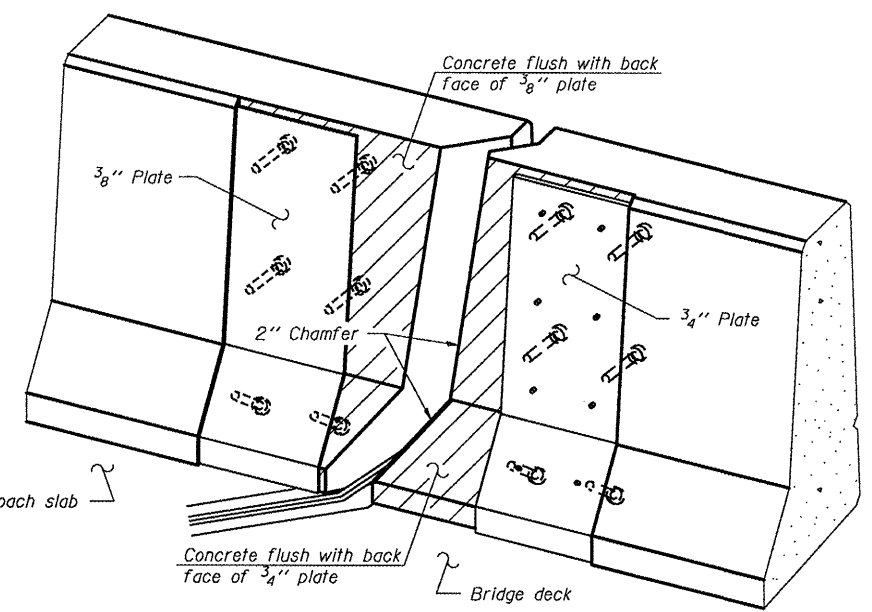 Concrete flush with back
face of 3/8" plate
3/8" Plate
2" Chamfer
3/4" Plate
slab
Concrete flush with back
face of 3/4" plate
Bridge deck